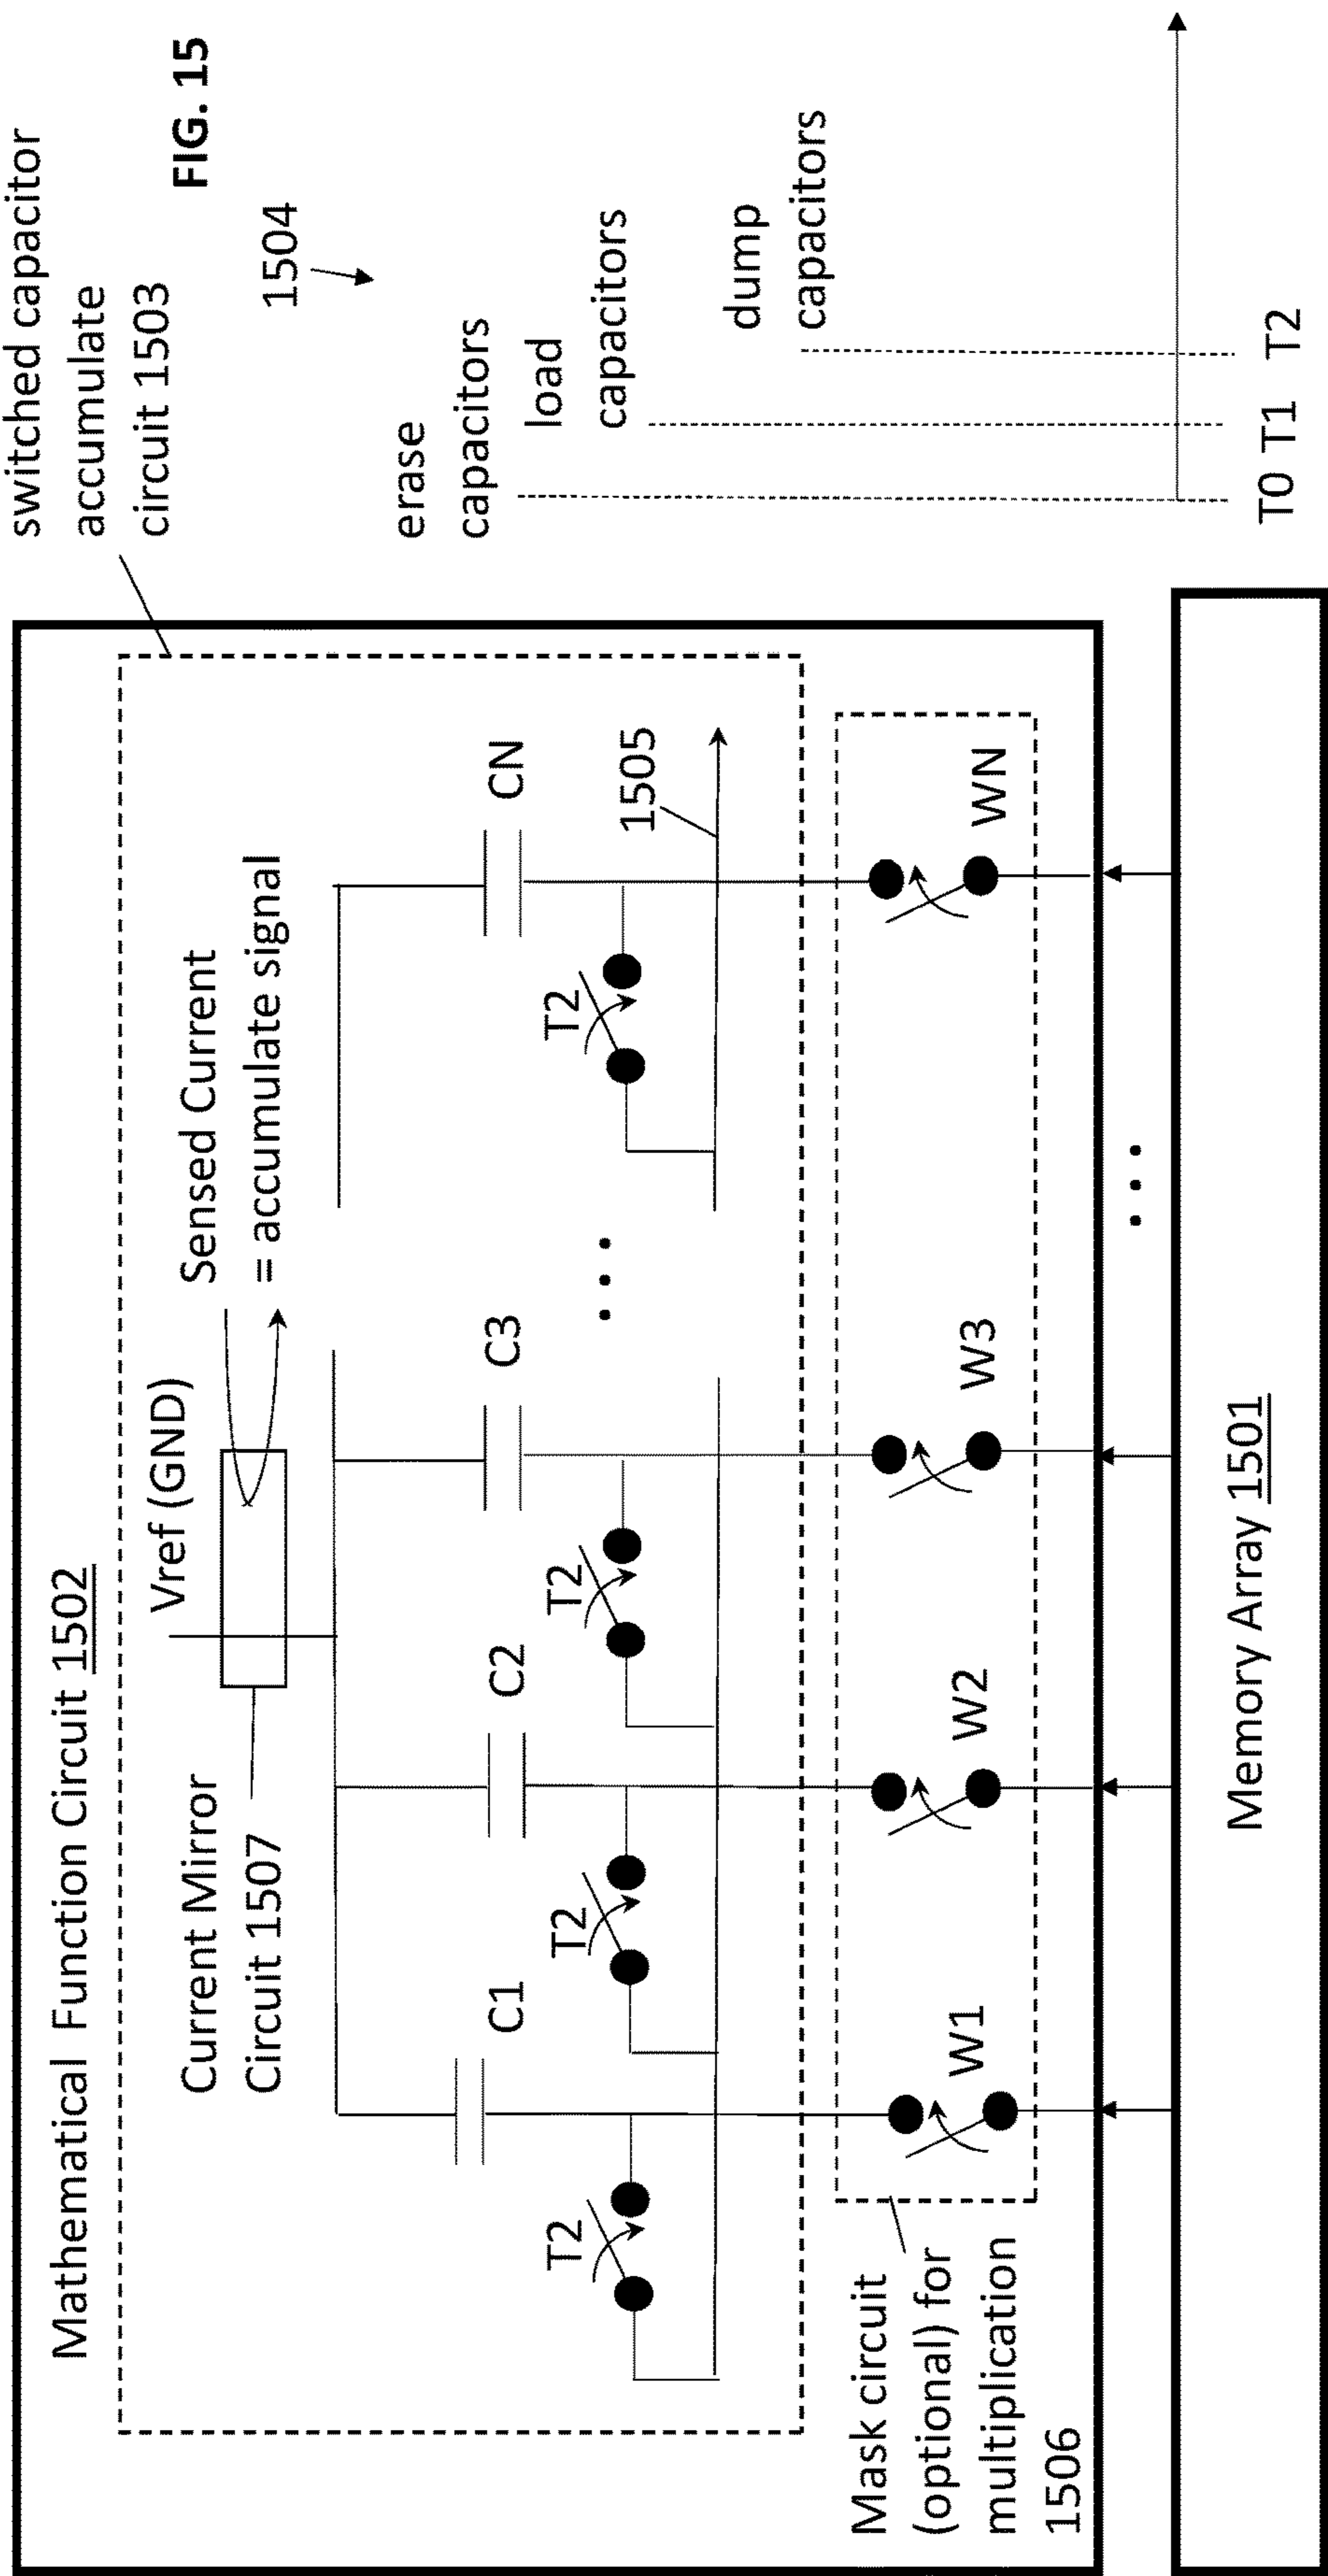 Mathematical Function Circuit 1502
switched capacitor
accumulate
circuit 1503
FIG. 15
Vref (GND)
Sensed Current
= accumulate signal
Current Mirror
Circuit 1507
1504
C1
C2
C3
CN
T2
T2
T2
T2
...
1505
erase
capacitors
load
capacitors
dump
capacitors
Mask circuit
(optional) for
multiplication
1506
W1
W2
W3
WN
...
T0 T1 T2
Memory Array 1501